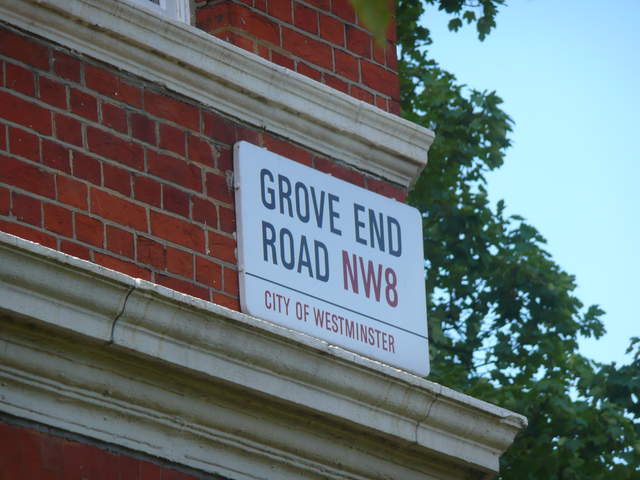 GROVE END
ROAD NW8
CITY OF WESTMINSTER